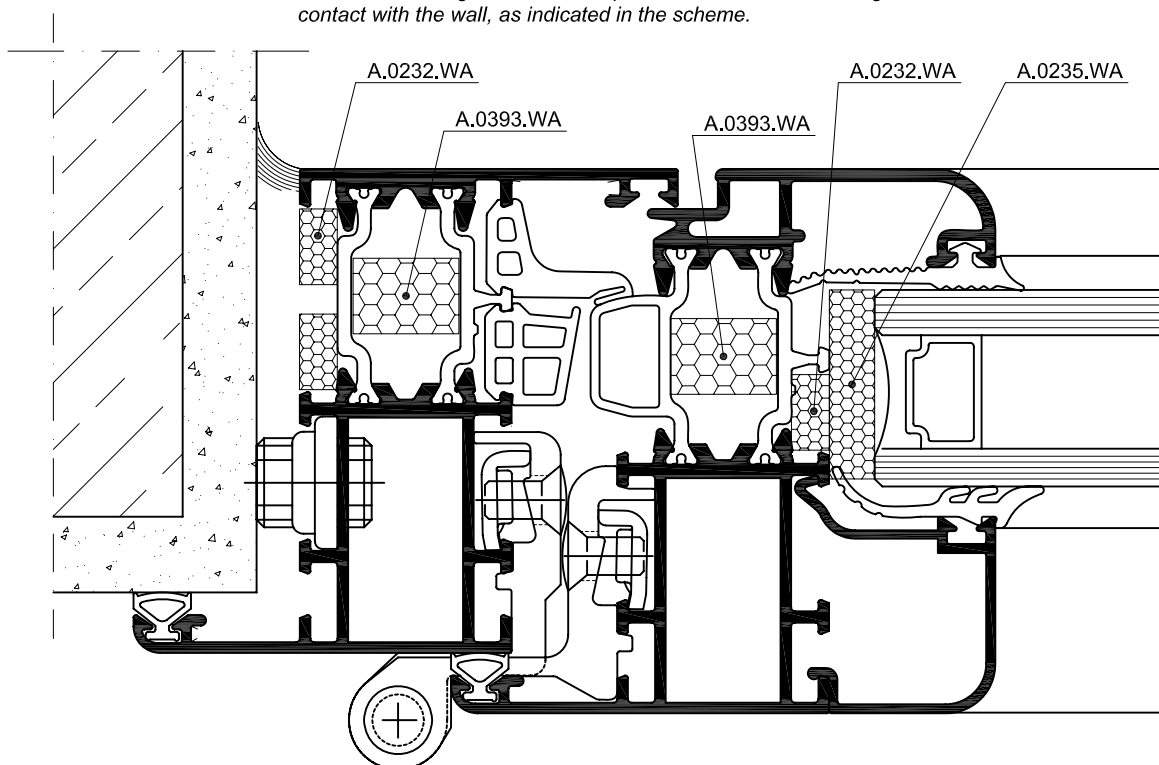 contact with the wall, as indicated in the scheme.
A.0232.WA
A.0232.WA
A.0235.WA
A.0393.WA
A.0393.WA